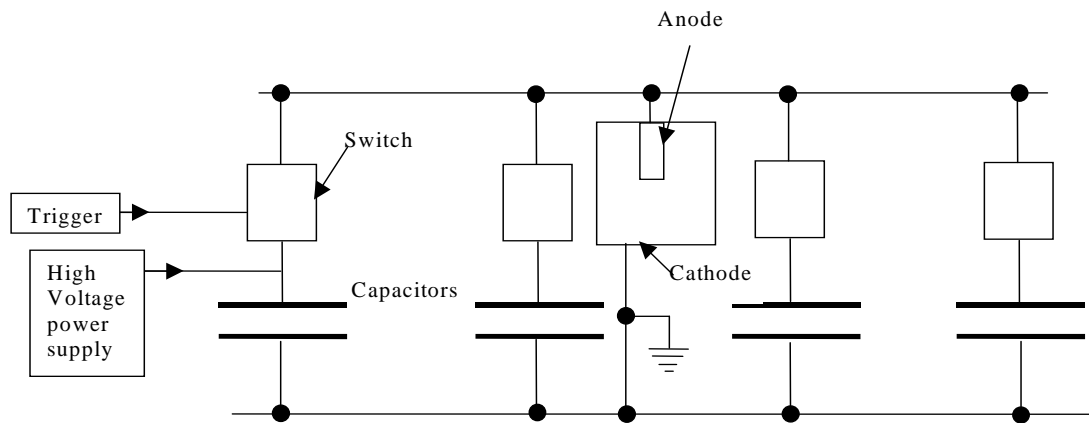 Anode
Switch
Trigger
High
Voltage
power
supply
Capacitors
Cathode